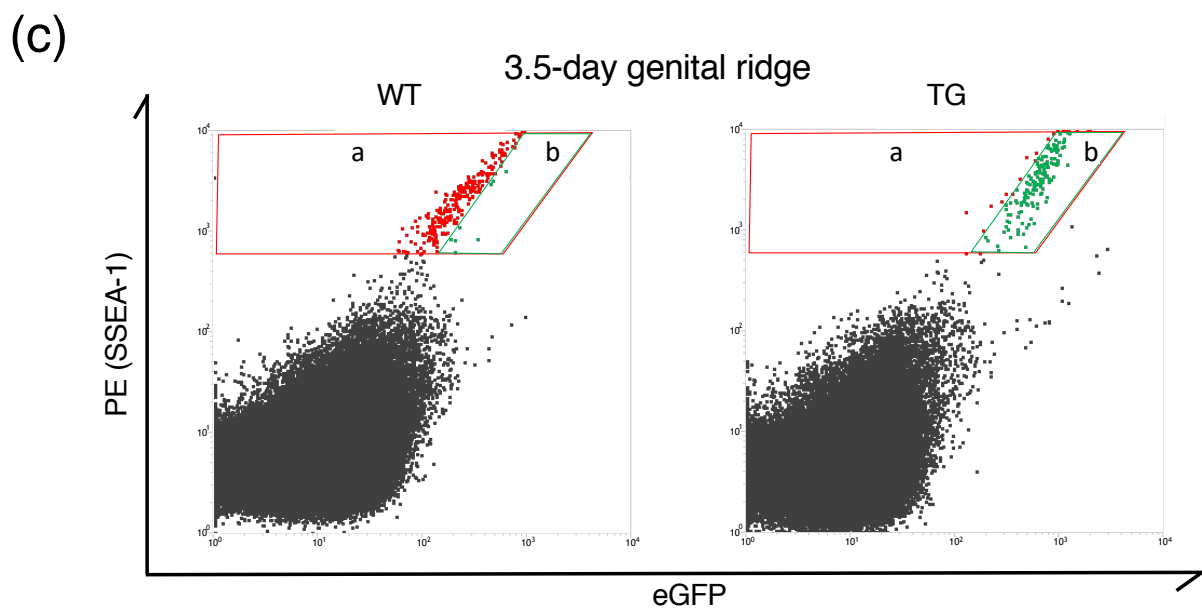 (c)
3.5-day genital ridge
WT
TG
PE (SSEA-1)
10⁴
10³
10²
10¹
10⁰
a
b
10⁰ 10¹ 10² 10³ 10⁴
10⁴
10³
10²
10¹
10⁰
a
b
10⁰ 10¹ 10² 10³ 10⁴
eGFP